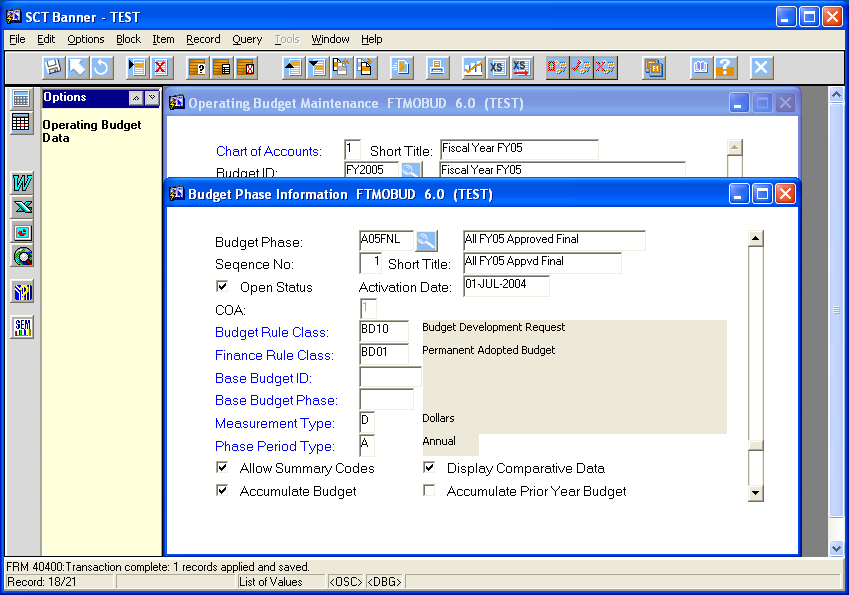 SCT Banner - TEST
File Edit Options Block Item Record Query Tools Window Help
Options
Operating Budget
Data
Operating Budget Maintenance FTMOBUD 6.0 (TEST)
Chart of Accounts: 1 Short Title: Fiscal Year FY05
Budget ID: FY2005 Fiscal Year FY05
Budget Phase Information FTMOBUD 6.0 (TEST)
Budget Phase: A05FNL All FY05 Approved Final
Seqence No: 1 Short Title: All FY05 Appvd Final
Open Status Activation Date: 01-JUL-2004
COA: 1
Budget Rule Class: BD10 Budget Development Request
Finance Rule Class: BD01 Permanent Adopted Budget
Base Budget ID:
Base Budget Phase:
Measurement Type: D Dollars
Phase Period Type: A Annual
Allow Summary Codes Display Comparative Data
Accumulate Budget Accumulate Prior Year Budget
FRM 40400:Transaction complete: 1 records applied and saved.
Record: 18/21 List of Values <OSC> <DBG>
XS XS
W
X
SEM